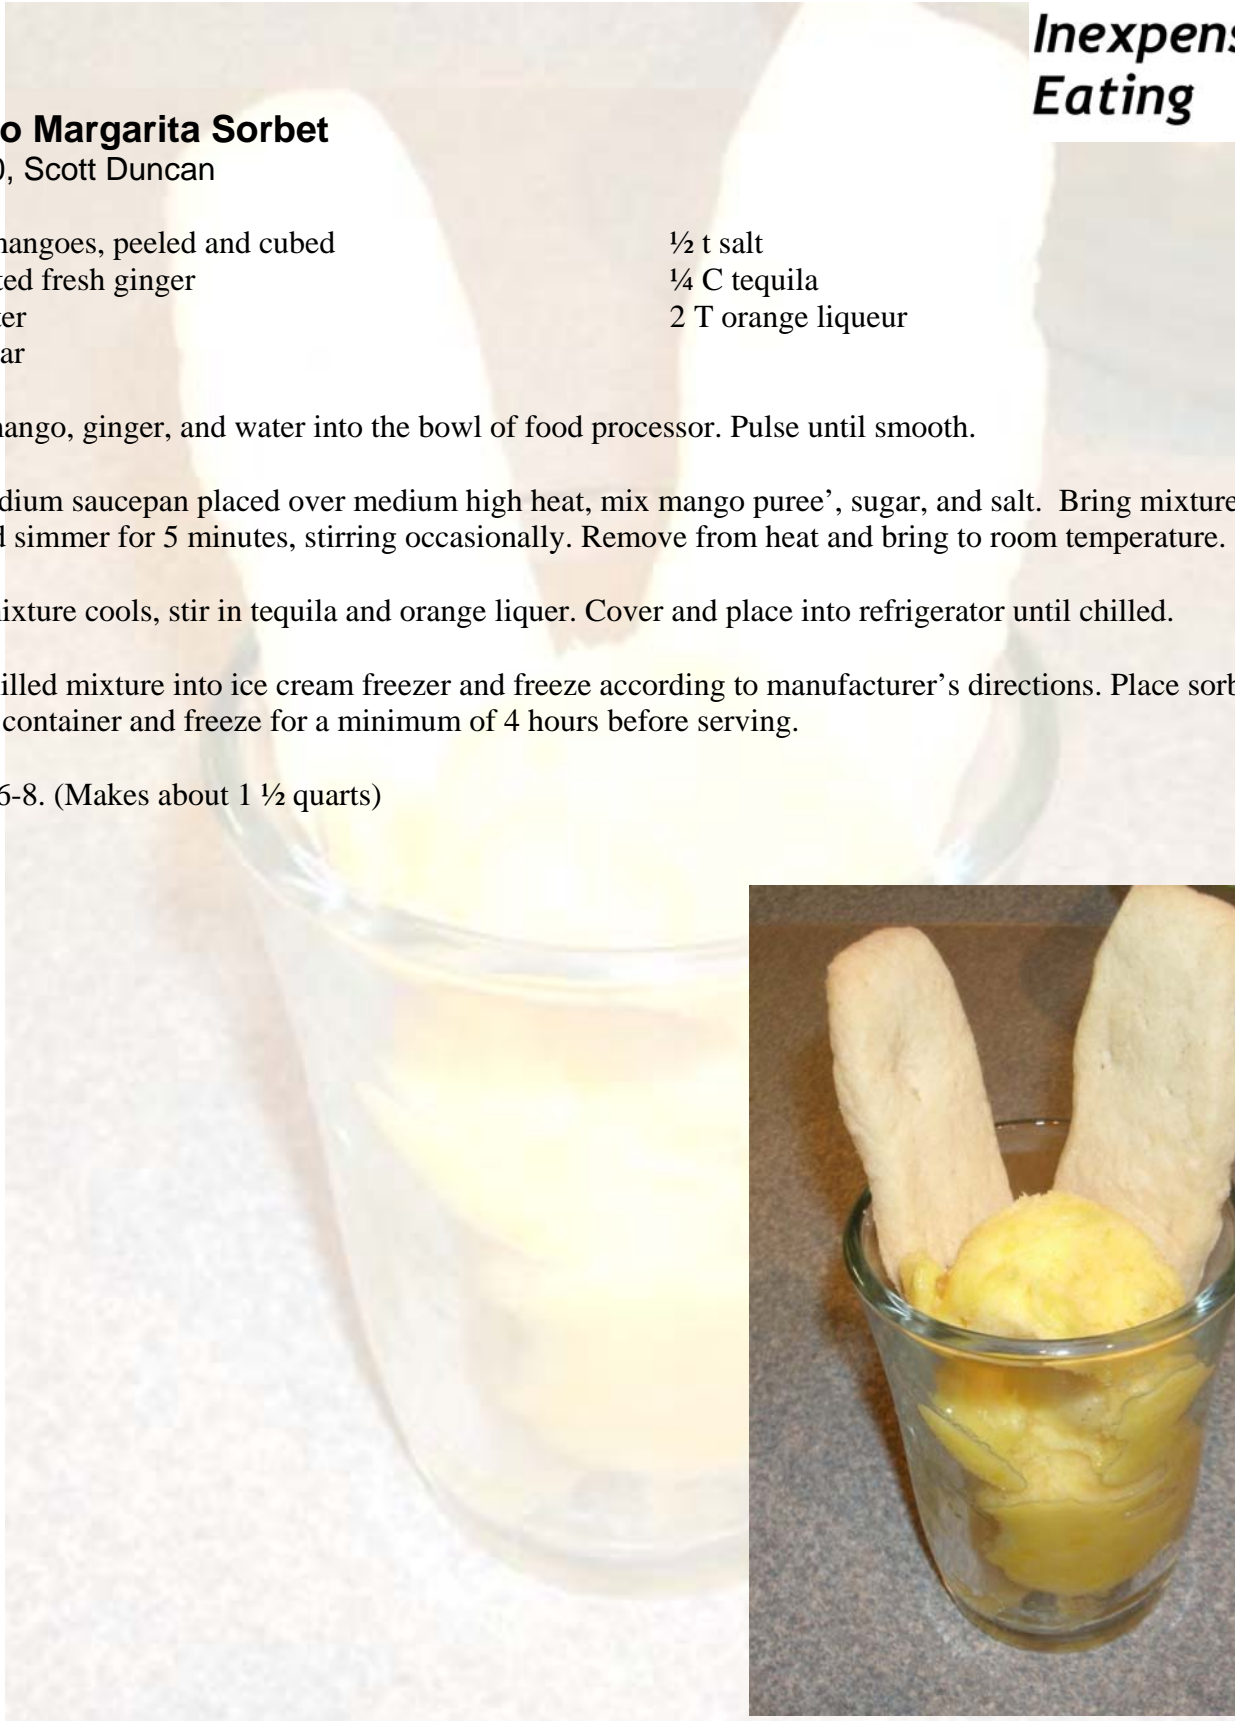 Inexpens
Eating
o Margarita Sorbet
0, Scott Duncan
mangoes, peeled and cubed
ted fresh ginger
ter
ar
½ t salt
¼ C tequila
2 T orange liqueur
mango, ginger, and water into the bowl of food processor. Pulse until smooth.
dium saucepan placed over medium high heat, mix mango puree’, sugar, and salt.  Bring mixture
d simmer for 5 minutes, stirring occasionally. Remove from heat and bring to room temperature.
mixture cools, stir in tequila and orange liquer. Cover and place into refrigerator until chilled.
illed mixture into ice cream freezer and freeze according to manufacturer’s directions. Place sorb
container and freeze for a minimum of 4 hours before serving.
6-8. (Makes about 1 ½ quarts)